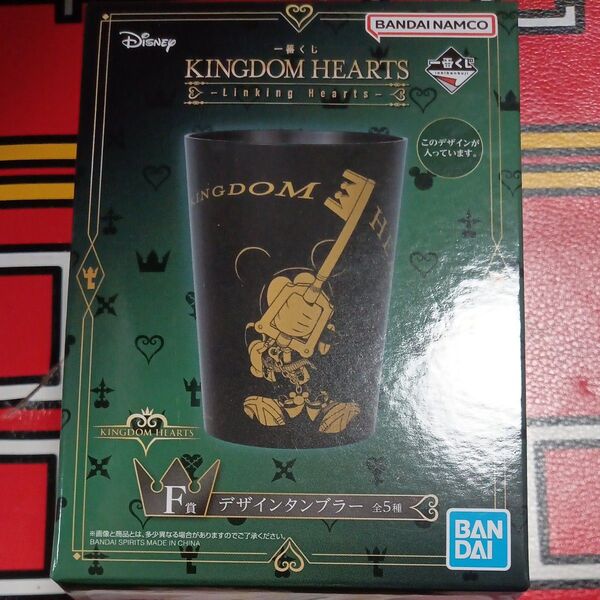 Disney
BANDAI NAMCO
一番くじ
KINGDOM HEARTS
-Linking Hearts-
一番くじ
ichibankuji
このデザインが
入っています。
KINGDOM
HE
KINGDOM HEARTS
F賞
デザインタンブラー 全5種
※画像と商品とは、多少異なる場合がありますのでご了承ください。
BANDAI SPIRITS MADE IN CHINA
BAN
DAI